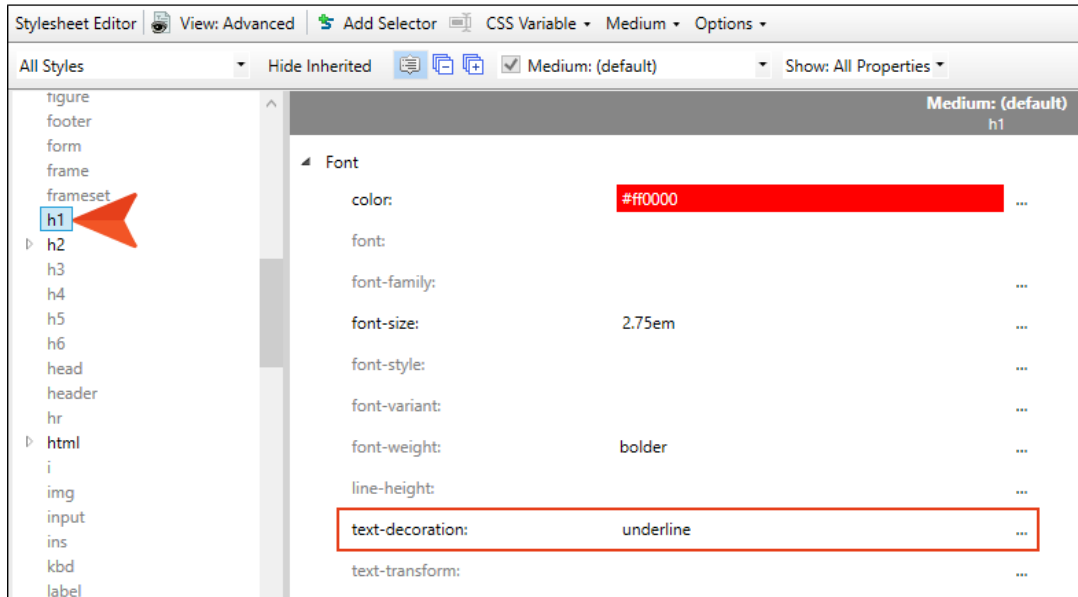 Stylesheet Editor View: Advanced Add Selector CSS Variable Medium Options
All Styles Hide Inherited Medium: (default) Show: All Properties
figure
footer
form
frame
frameset
h1
h2
h3
h4
h5
h6
head
header
hr
html
i
img
input
ins
kbd
label
Medium: (default)
h1
Font
color: #ff0000 ...
font:
font-family: ...
font-size: 2.75em ...
font-style: ...
font-variant: ...
font-weight: bolder ...
line-height: ...
text-decoration: underline ...
text-transform: ...